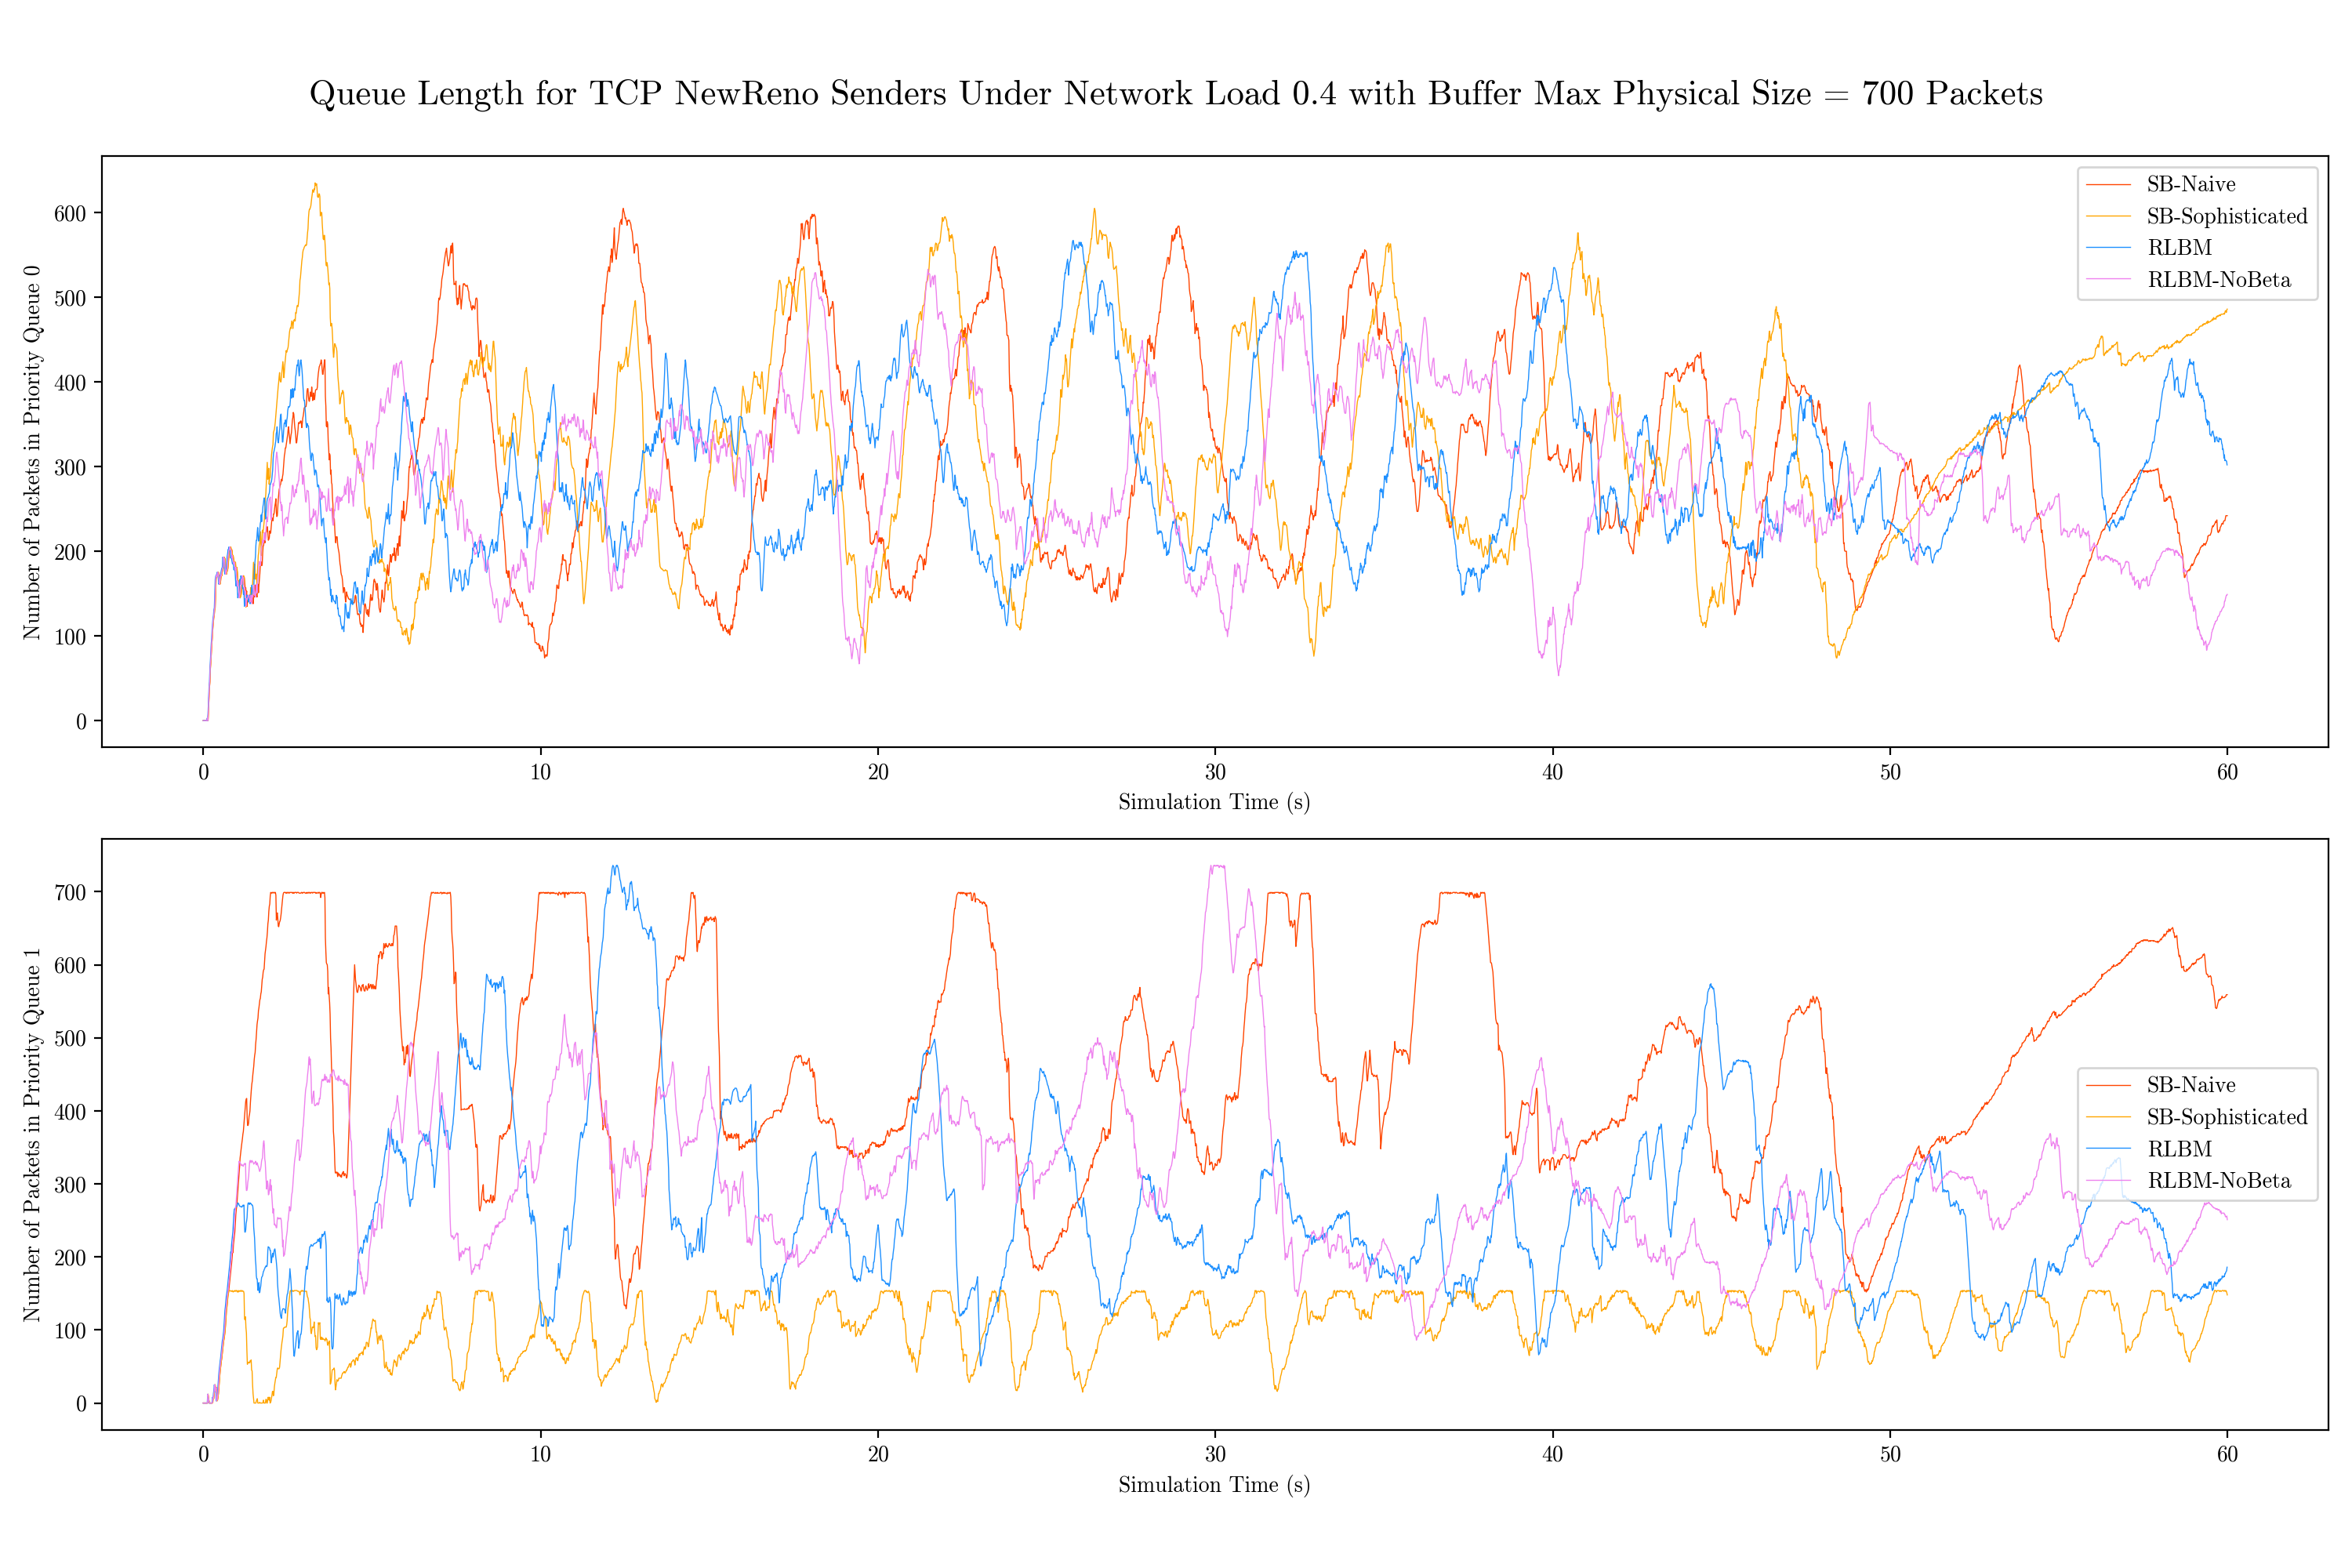 Queue Length for TCP NewReno Senders Under Network Load 0.4 with Buffer Max Physical Size = 700 Packets
Number of Packets in Priority Queue 0
600
500
400
300
200
100
0
SB-Naive
SB-Sophisticated
RLBM
RLBM-NoBeta
0 10 20 30 40 50 60
Simulation Time (s)
Number of Packets in Priority Queue 1
700
600
500
400
300
200
100
0
SB-Naive
SB-Sophisticated
RLBM
RLBM-NoBeta
0 10 20 30 40 50 60
Simulation Time (s)